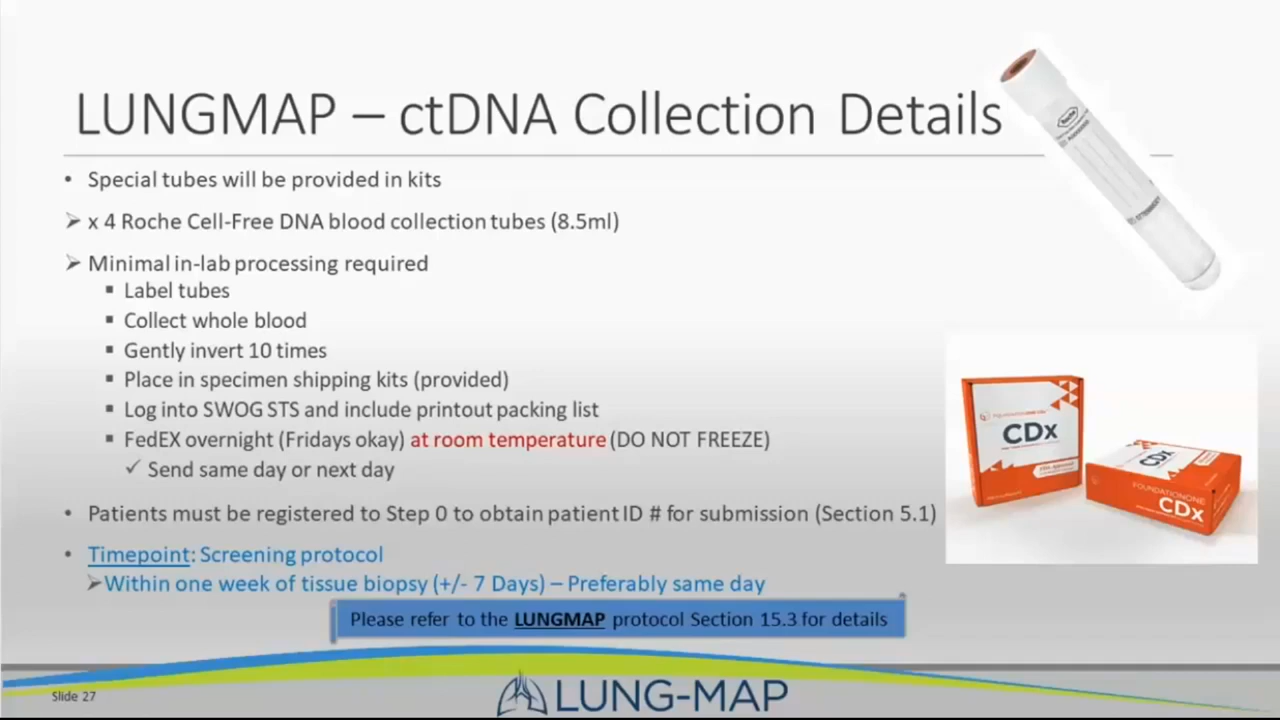 LUNGMAP – ctDNA Collection Details
• Special tubes will be provided in kits
➢ x 4 Roche Cell-Free DNA blood collection tubes (8.5ml)
➢ Minimal in-lab processing required
▪ Label tubes
▪ Collect whole blood
▪ Gently invert 10 times
▪ Place in specimen shipping kits (provided)
▪ Log into SWOG STS and include printout packing list
▪ FedEX overnight (Fridays okay) at room temperature (DO NOT FREEZE)
✓ Send same day or next day
• Patients must be registered to Step 0 to obtain patient ID # for submission (Section 5.1)
• Timepoint: Screening protocol
➢Within one week of tissue biopsy (+/- 7 Days) – Preferably same day
Please refer to the LUNGMAP protocol Section 15.3 for details
Roche
CDx
CDx
FOUNDATIONONE
CDx
Slide 27
LUNG-MAP